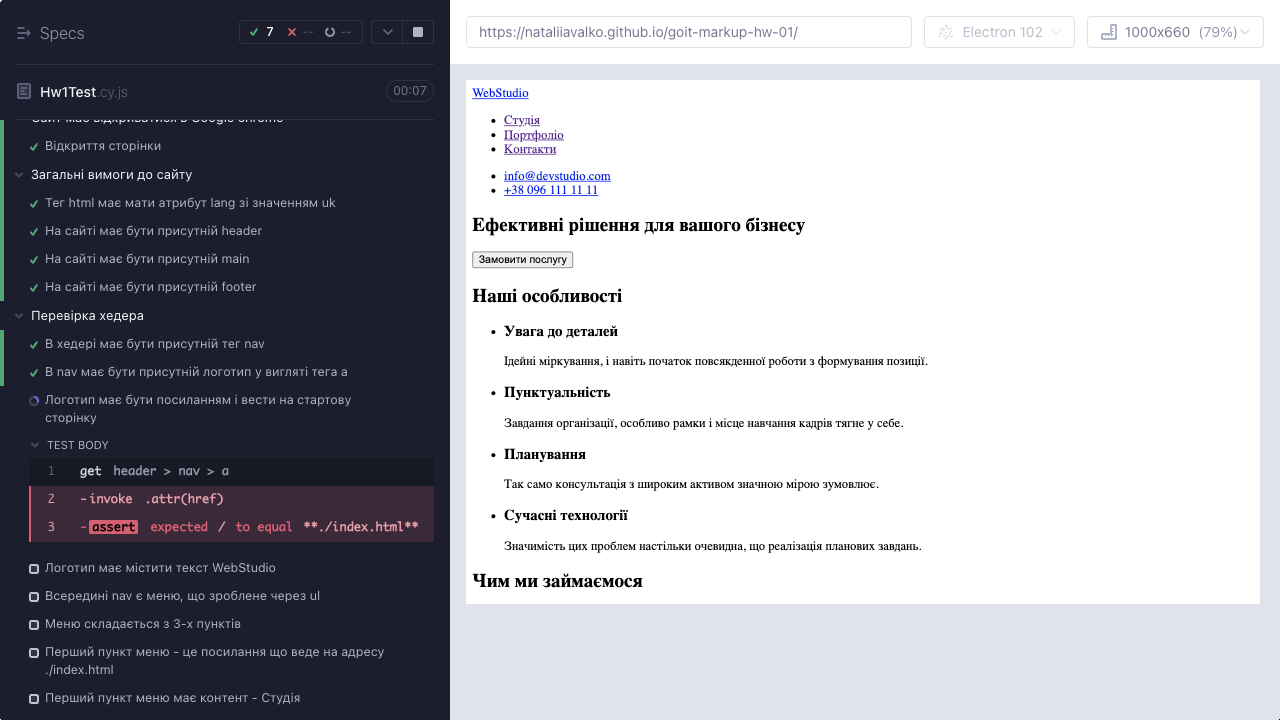 Specs
7 -- --
Hw1Test.cy.js
00:07
Сайт має відкриватися в Google chrome
Відкриття сторінки
Загальні вимоги до сайту
Тег html має мати атрибут lang зі значенням uk
На сайті має бути присутній header
На сайті має бути присутній main
На сайті має бути присутній footer
Перевірка хедера
В хедері має бути присутній тег nav
В nav має бути присутній логотип у вигляті тега a
Логотип має бути посиланням і вести на стартову
сторінку
TEST BODY
1 get header > nav > a
2 -invoke .attr(href)
3 -assert expected / to equal **./index.html**
Логотип має містити текст WebStudio
Всередині nav є меню, що зроблене через ul
Меню складається з 3-х пунктів
Перший пункт меню - це посилання що веде на адресу
./index.html
Перший пункт меню має контент - Студія
https://nataliiavalko.github.io/goit-markup-hw-01/
Electron 102
1000x660 (79%)
WebStudio
Студія
Портфоліо
Контакти
info@devstudio.com
+38 096 111 11 11
Ефективні рішення для вашого бізнесу
Замовити послугу
Наші особливості
Увага до деталей
Ідейні міркування, і навіть початок повсякденної роботи з формування позиції.
Пунктуальність
Завдання організації, особливо рамки і місце навчання кадрів тягне у себе.
Планування
Так само консультація з широким активом значною мірою зумовлює.
Сучасні технології
Значимість цих проблем настільки очевидна, що реалізація планових завдань.
Чим ми займаємося